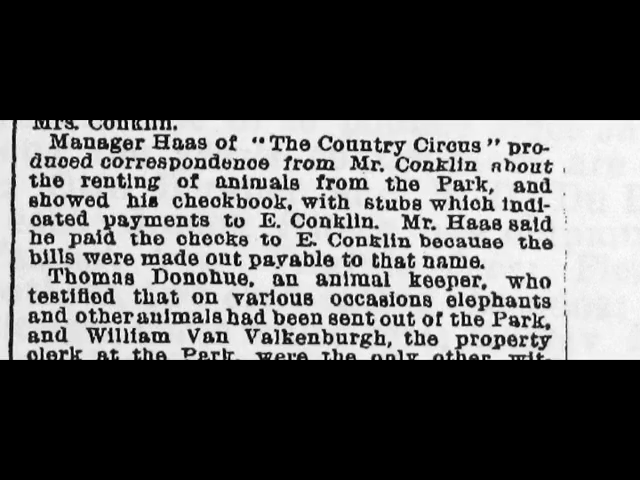 Mrs. Conklin.
Manager Haas of "The Country Circus" pro-
duced correspondence from Mr. Conklin about
the renting of animals from the Park, and
showed his checkbook, with stubs which indi-
cated payments to E. Conklin. Mr. Haas said
he paid the checks to E. Conklin because the
bills were made out payable to that name.
Thomas Donohue, an animal keeper, who
testified that on various occasions elephants
and other animals had been sent out of the Park,
and William Van Valkenburgh, the property
clerk at the Park, were the only other wit-